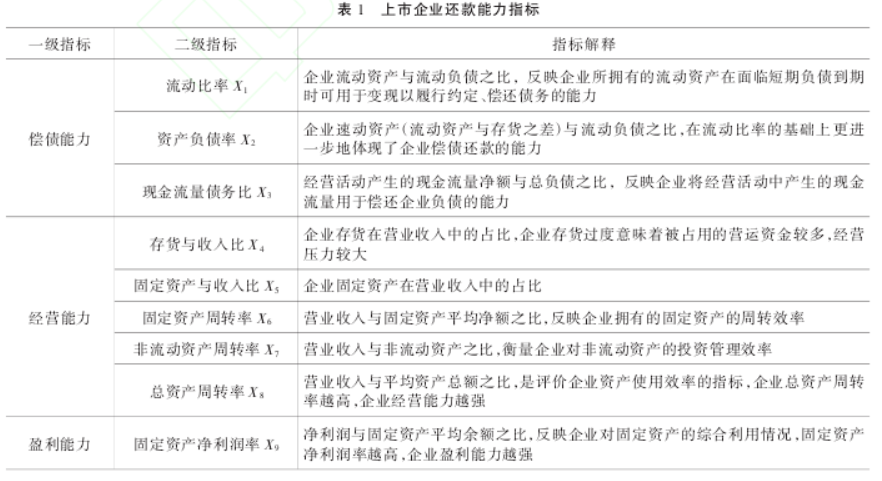 表 1 上市企业还款能力指标
一级指标 二级指标 指标解释
偿债能力
流动比率 X1
企业流动资产与流动负债之比，反映企业所拥有的流动资产在面临短期负债到期
时可用于变现以履行约定、偿还债务的能力
资产负债率 X2
企业速动资产(流动资产与存货之差)与流动负债之比,在流动比率的基础上更进
一步地体现了企业偿债还款的能力
现金流量债务比 X3
经营活动产生的现金流量净额与总负债之比，反映企业将经营活动中产生的现金
流量用于偿还企业负债的能力
经营能力
存货与收入比 X4
企业存货在营业收入中的占比,企业存货过度意味着被占用的营运资金较多,经营
压力较大
固定资产与收入比 X5 企业固定资产在营业收入中的占比
固定资产周转率 X6 营业收入与固定资产平均净额之比,反映企业拥有的固定资产的周转效率
非流动资产周转率 X7 营业收入与非流动资产之比,衡量企业对非流动资产的投资管理效率
总资产周转率 X8
营业收入与平均资产总额之比,是评价企业资产使用效率的指标,企业总资产周转
率越高,企业经营能力越强
盈利能力
固定资产净利润率 X9
净利润与固定资产平均余额之比,反映企业对固定资产的综合利用情况,固定资产
净利润率越高,企业盈利能力越强